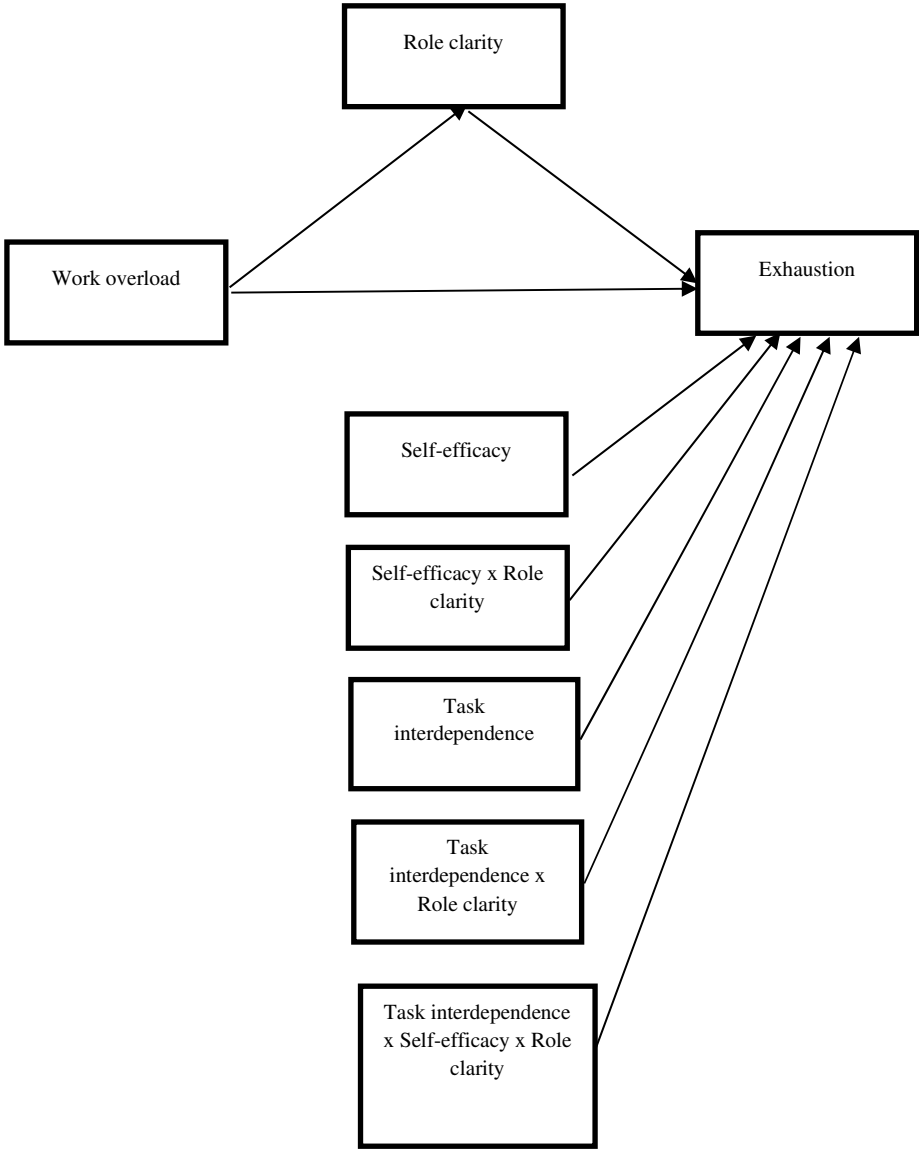 Role clarity
Work overload
Exhaustion
Self-efficacy
Self-efficacy x Role
clarity
Task
interdependence
Task
interdependence x
Role clarity
Task interdependence
x Self-efficacy x Role
clarity